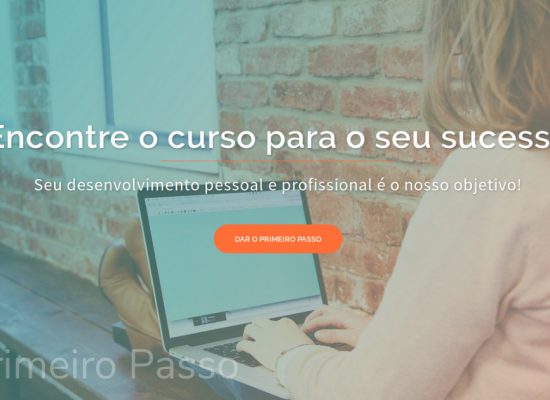 Encontre o curso para o seu sucess
Seu desenvolvimento pessoal e profissional é o nosso objetivo!
DAR O PRIMEIRO PASSO
rimeiro Passo